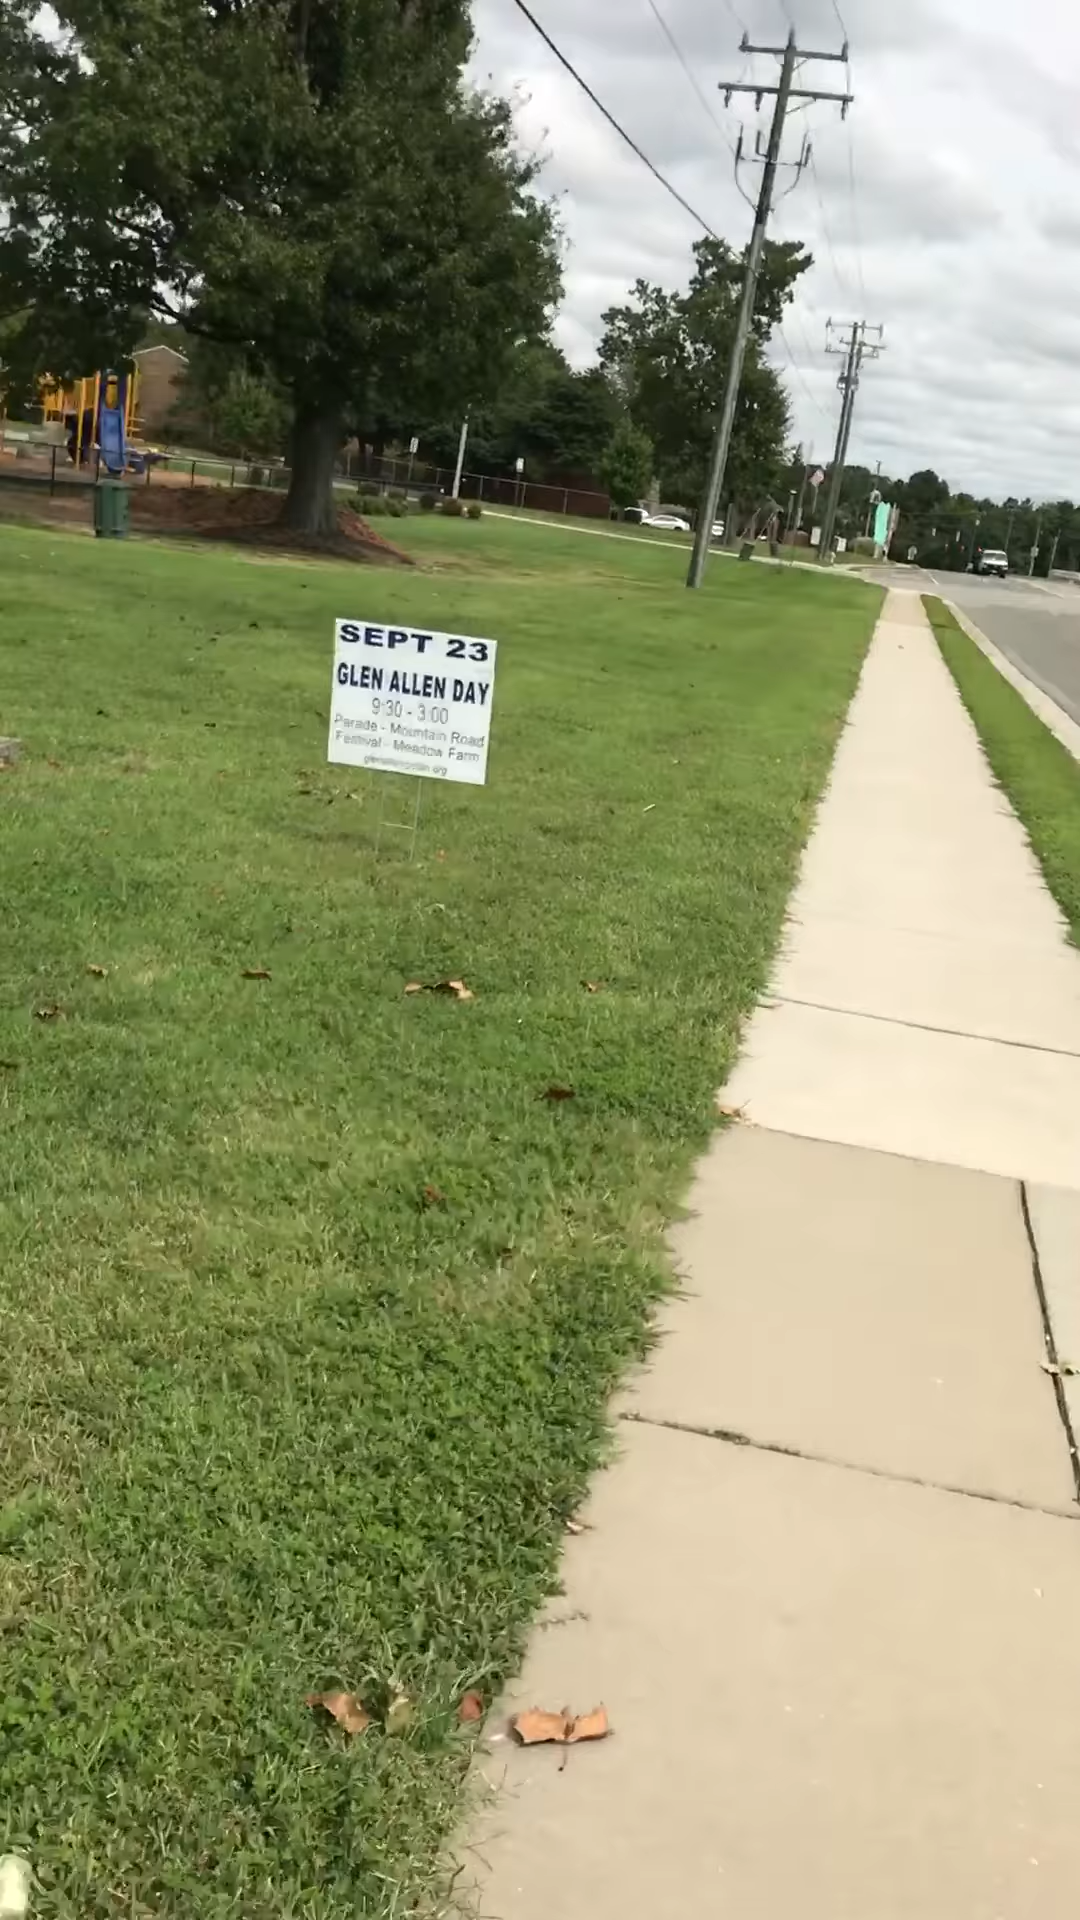 SEPT 23
GLEN ALLEN DAY
9:30 - 3:00
Parade - Mountain Road
Festival - Meadow Farm